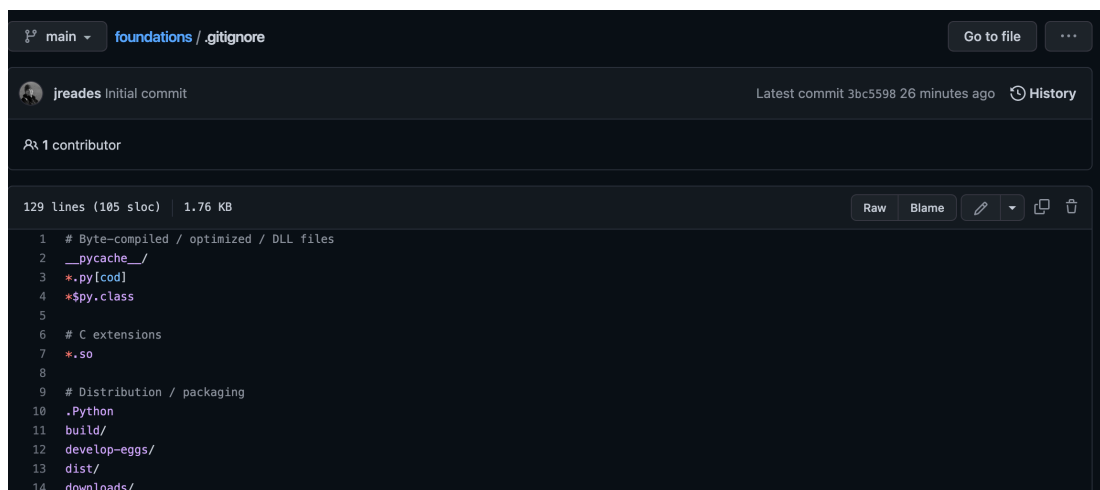 main
foundations / .gitignore
Go to file
...
jreades Initial commit
Latest commit 3bc5598 26 minutes ago
History
1 contributor
129 lines (105 sloc) | 1.76 KB
Raw
Blame
1 # Byte-compiled / optimized / DLL files
2 __pycache__/
3 *.py[cod]
4 *$py.class
5
6 # C extensions
7 *.so
8
9 # Distribution / packaging
10 .Python
11 build/
12 develop-eggs/
13 dist/
14 downloads/